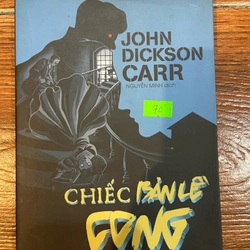 JOHN
DICKSON
CARR
NGUYỄN MINH dịch
CHIẾC BẢN LỀ
CONG